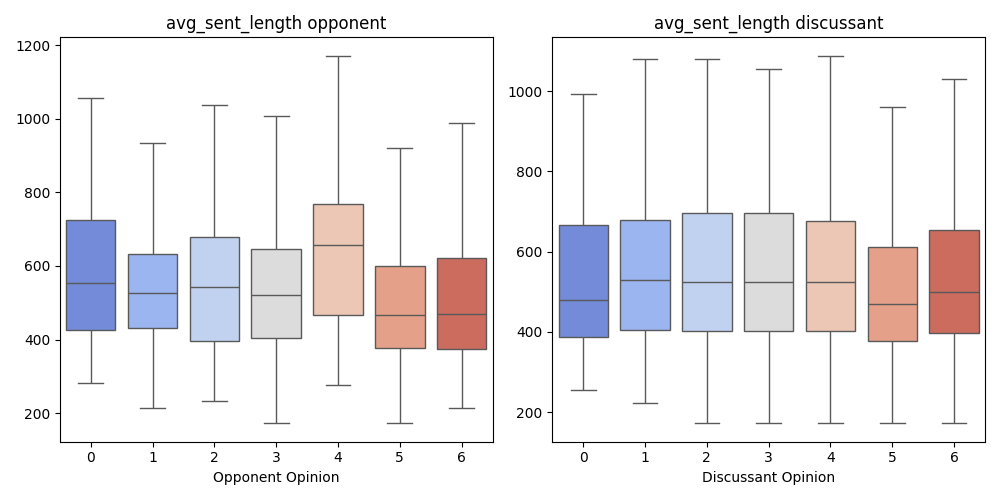 avg_sent_length opponent
1200
1000
800
600
400
200
0 1 2 3 4 5 6
Opponent Opinion
avg_sent_length discussant
1000
800
600
400
200
0 1 2 3 4 5 6
Discussant Opinion